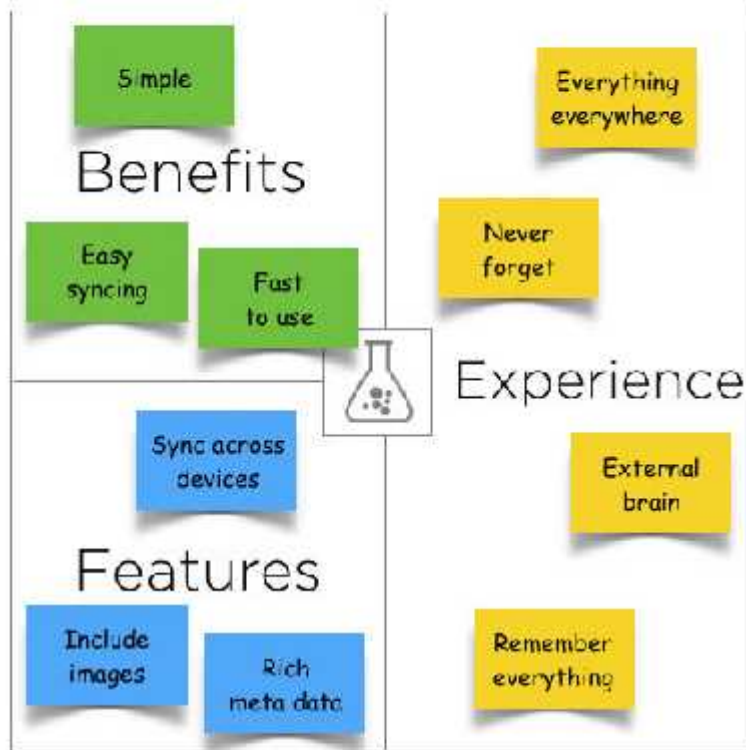 Simple
Benefits
Easy
syncing
Fast
to use
Sync across
devices
Features
Include
images
Rich
meta data
Everything
everywhere
Never
forget
Experience
External
brain
Remember
everything